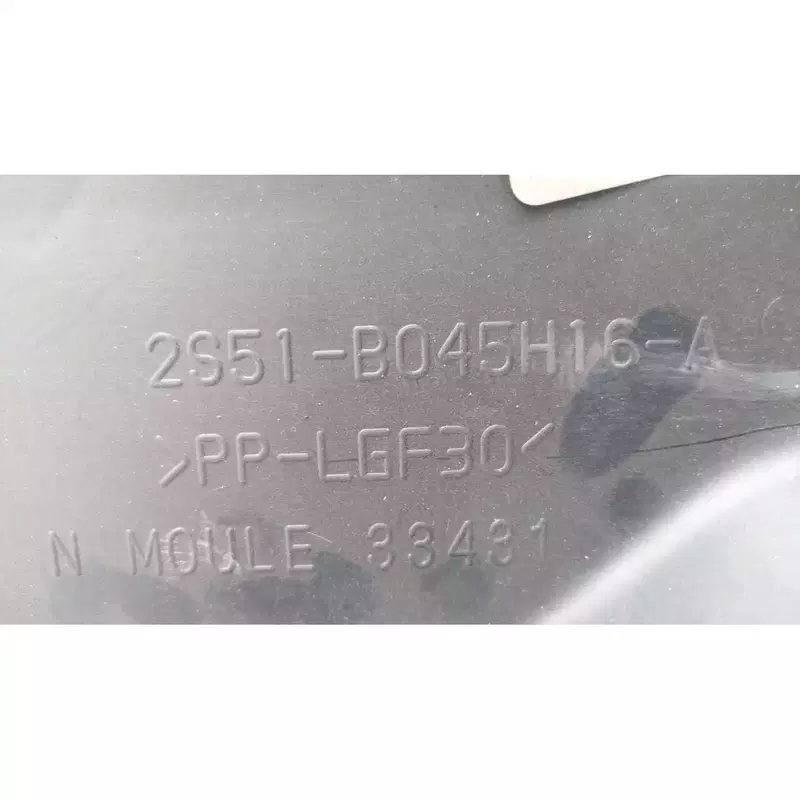 2S51-B045H16-A
>PP-LGF30<
N MOULE 33431